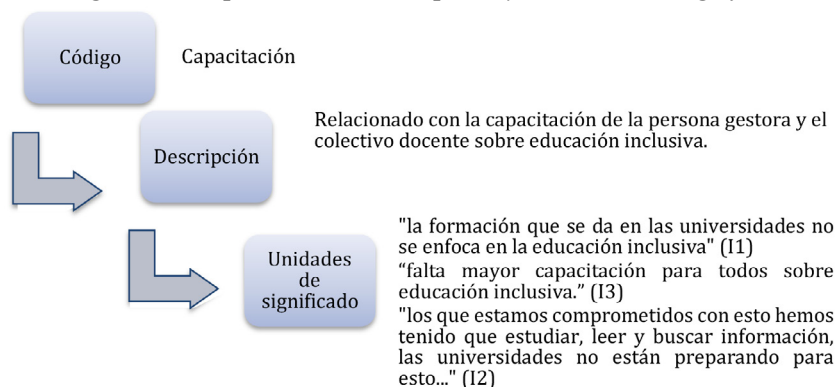 Código
Capacitación
Descripción
Relacionado con la capacitación de la persona gestora y el
colectivo docente sobre educación inclusiva.
Unidades
de
significado
"la formación que se da en las universidades no
se enfoca en la educación inclusiva" (I1)
“falta mayor capacitación para todos sobre
educación inclusiva.” (I3)
"los que estamos comprometidos con esto hemos
tenido que estudiar, leer y buscar información,
las universidades no están preparando para
esto..." (I2)